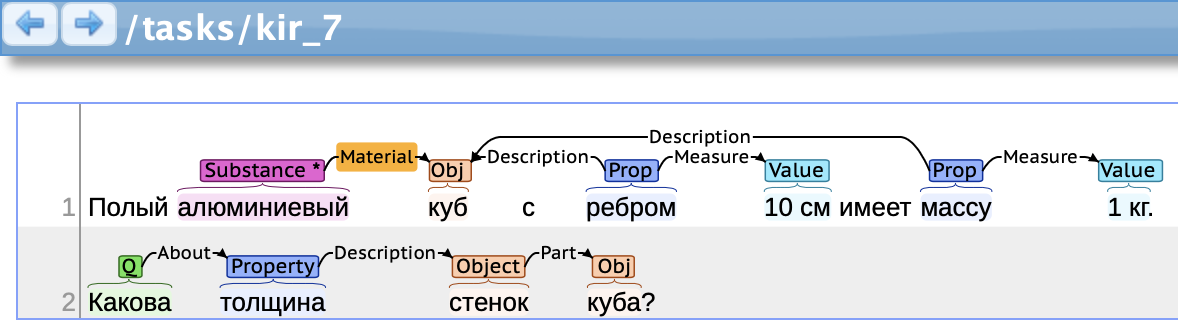 /tasks/kir_7
Description
Substance * Material Obj Description Prop Measure Value Prop Measure Value
1 Полый алюминиевый куб с ребром 10 см имеет массу 1 кг.
Q About Property Description Object Part Obj
2 Какова толщина стенок куба?